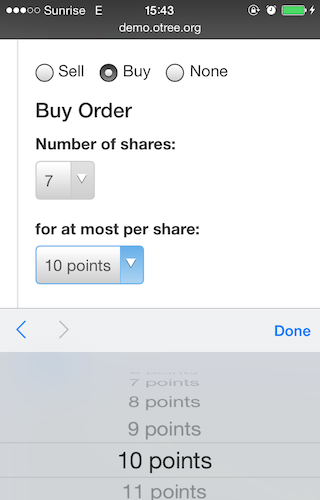 Sunrise E 15:43
demo.otree.org
Sell Buy None
Buy Order
Number of shares:
7
for at most per share:
10 points
Done
7 points
8 points
9 points
10 points
11 points